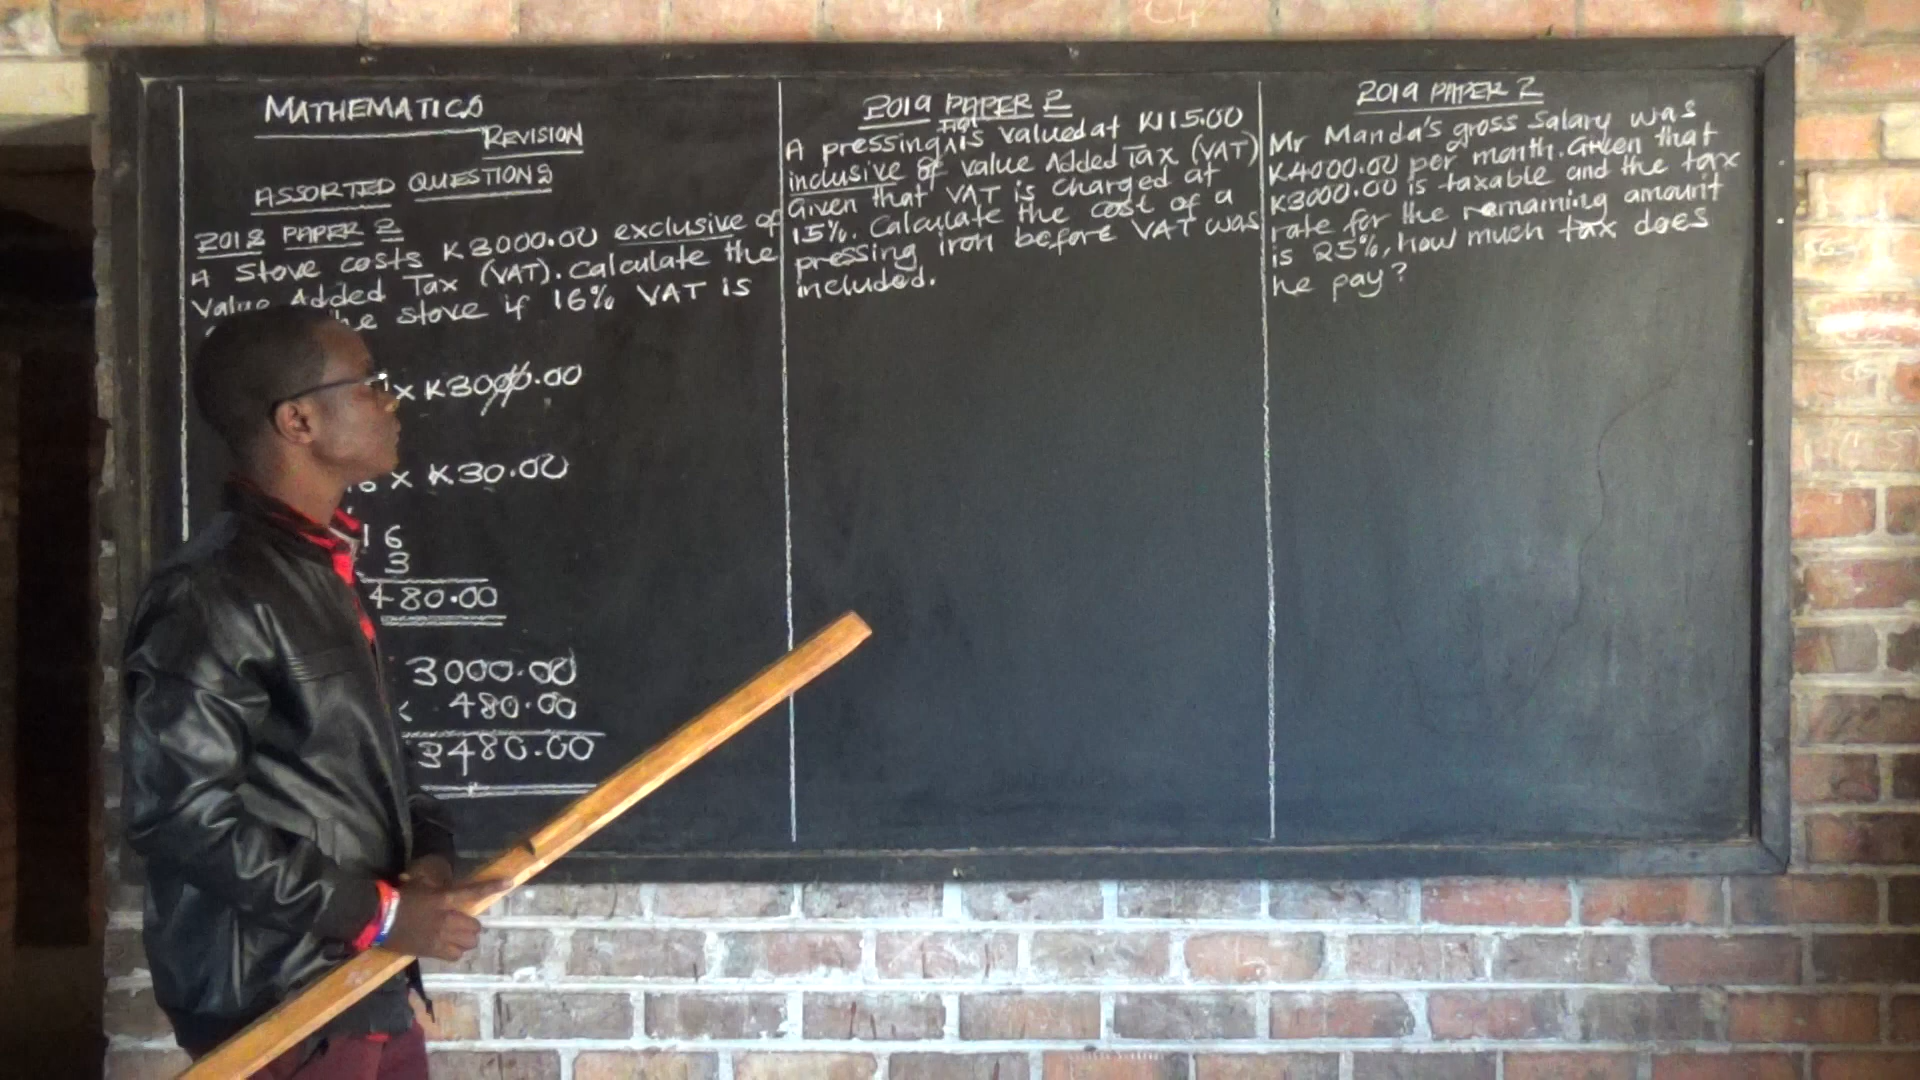 MATHEMATICS
REVISION
ASSORTED QUESTIONS
2018 PAPER 2
A stove costs K3000.00 exclusive of
Value Added Tax (VAT). Calculate the
the stove if 16% VAT is
x K3000.00
x K30.00
16
3
480.00
3000.00
480.00
3480.00
2019 PAPER 2
A pressing iron is valued at K115.00
inclusive of Value Added Tax (VAT)
Given that VAT is charged at
15%. Calculate the cost of a
pressing iron before VAT was
included.
2019 PAPER 2
Mr Manda's gross salary was
K4000.00 per month. Given that
K3000.00 is taxable and the tax
rate for the remaining amount
is 25%, how much tax does
he pay?